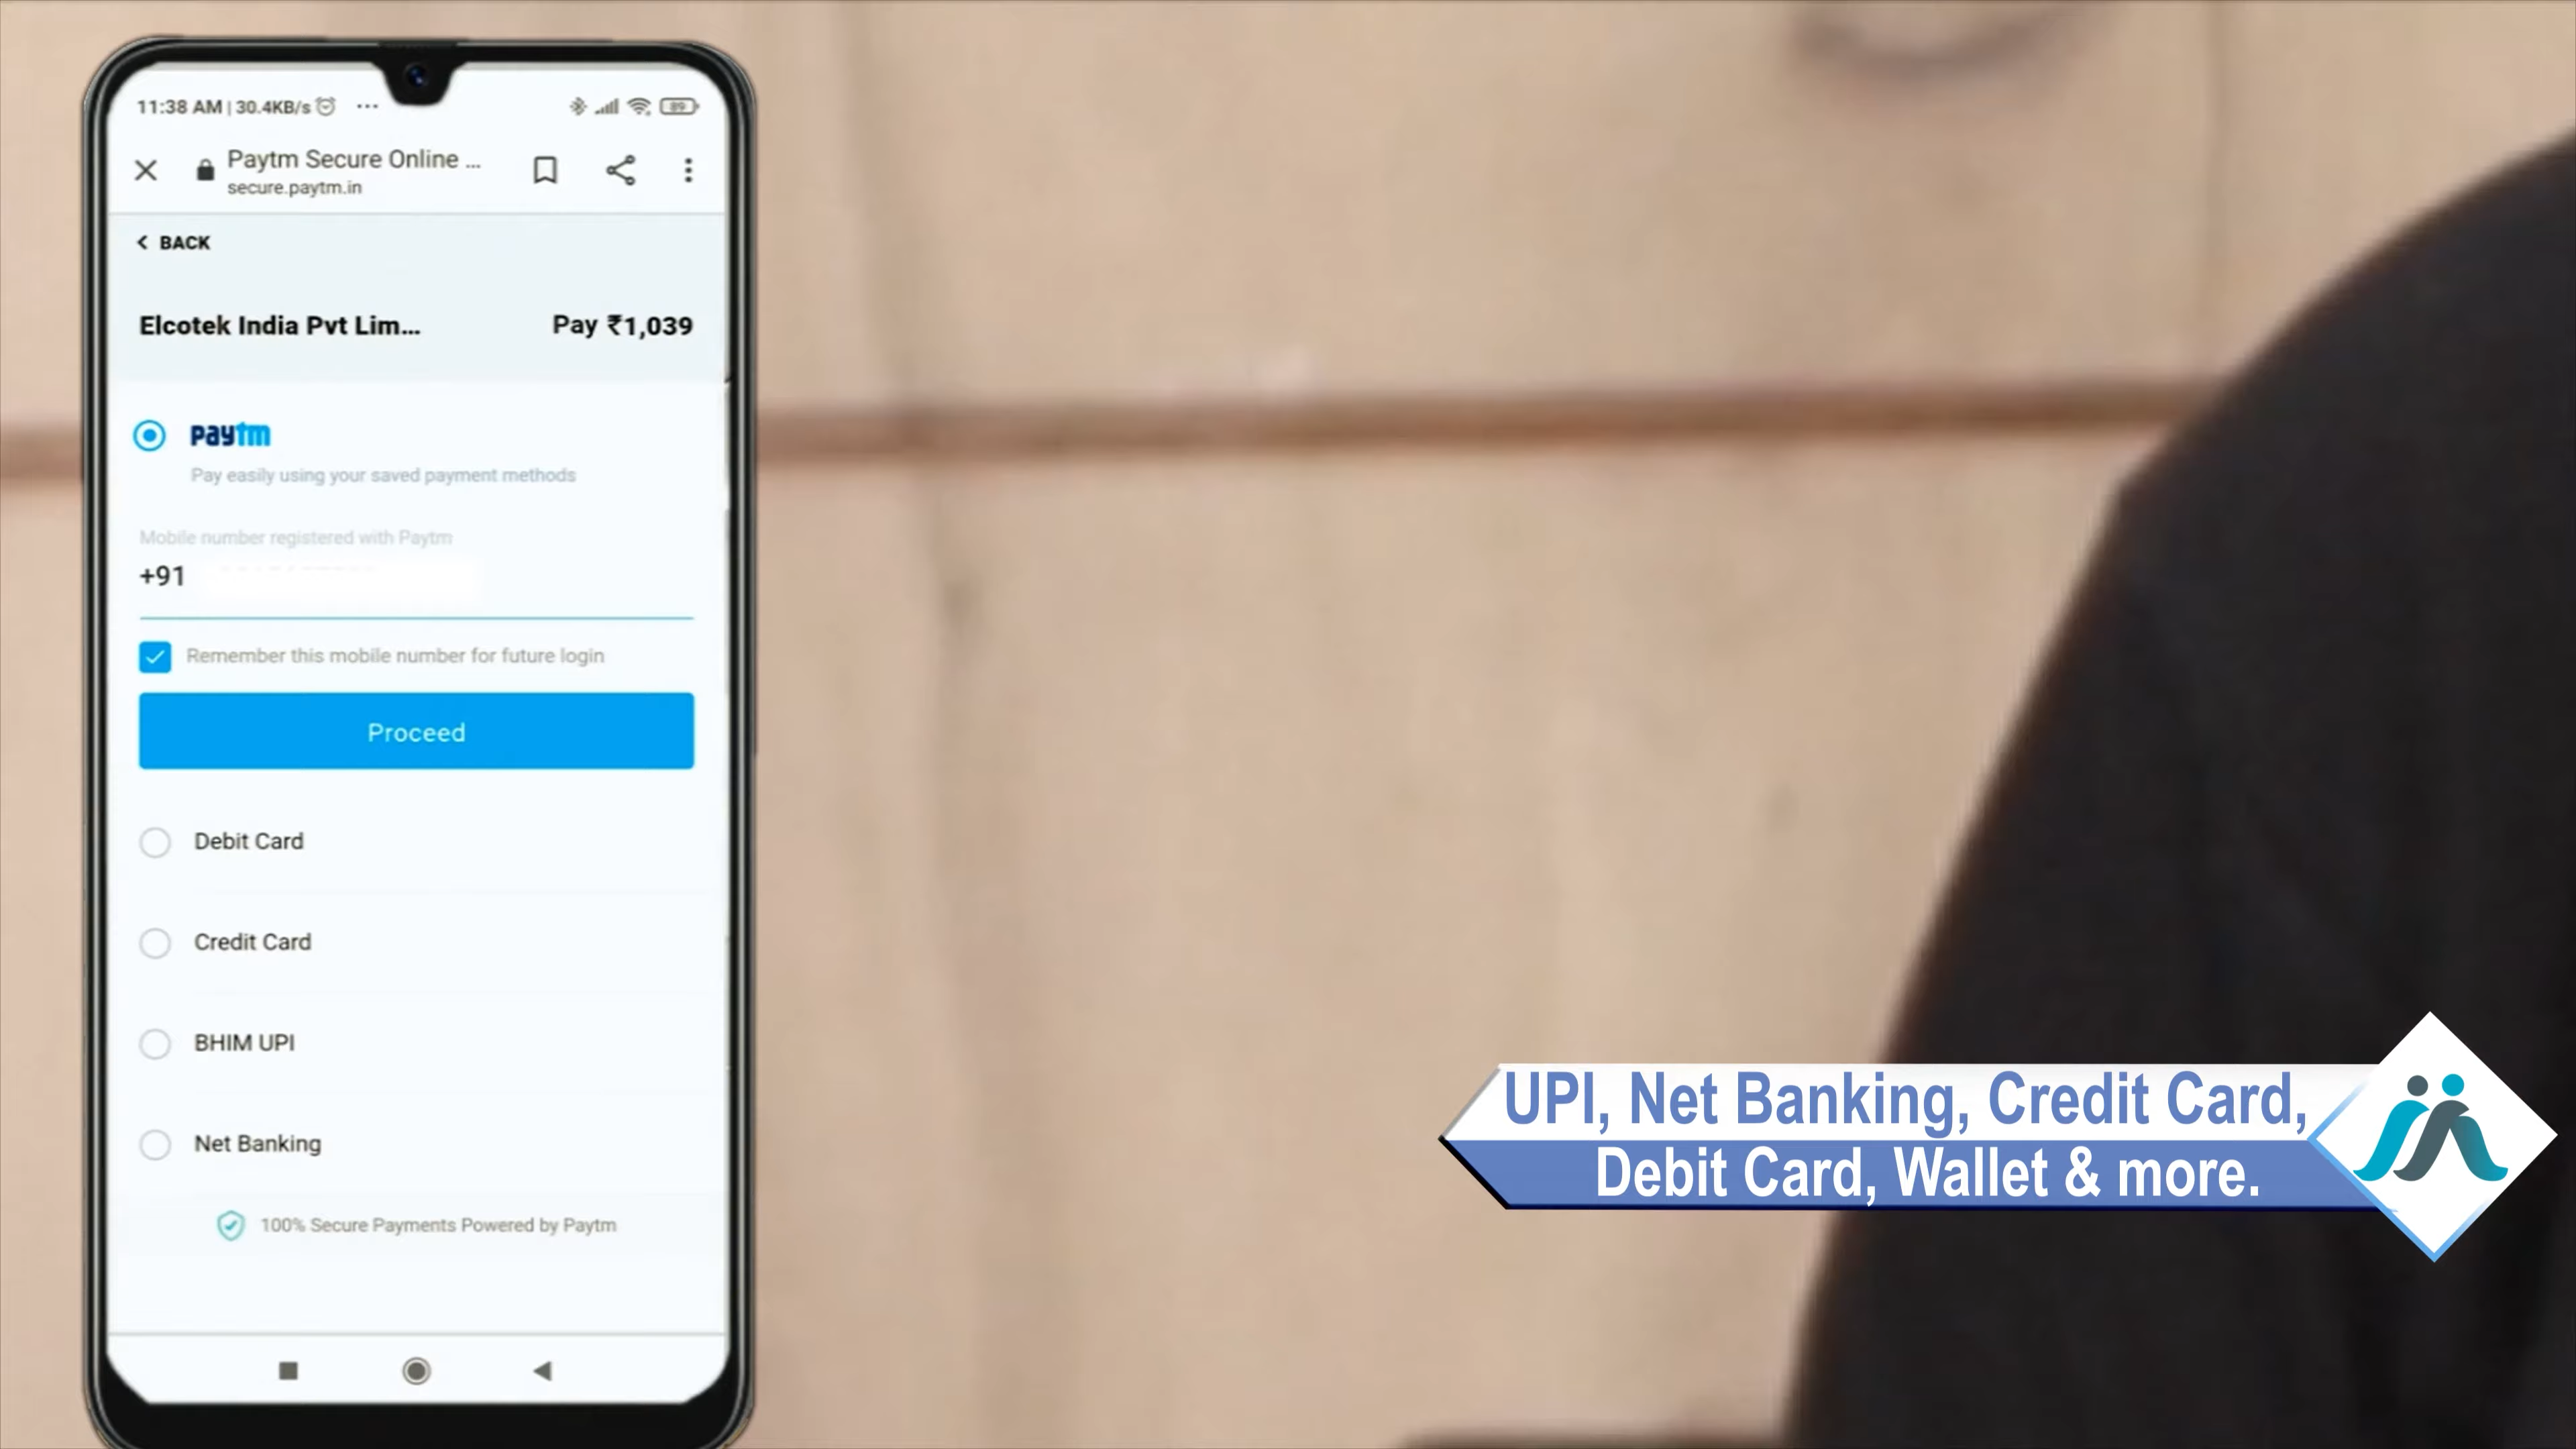 11:38 AM | 30.4KB/s
89
Paytm Secure Online ...
secure.paytm.in
BACK
Elcotek India Pvt Lim...
Pay ₹1,039
paytm
Pay easily using your saved payment methods
Mobile number registered with Paytm
+91
Remember this mobile number for future login
Proceed
Debit Card
Credit Card
BHIM UPI
Net Banking
100% Secure Payments Powered by Paytm
UPI, Net Banking, Credit Card,
Debit Card, Wallet & more.